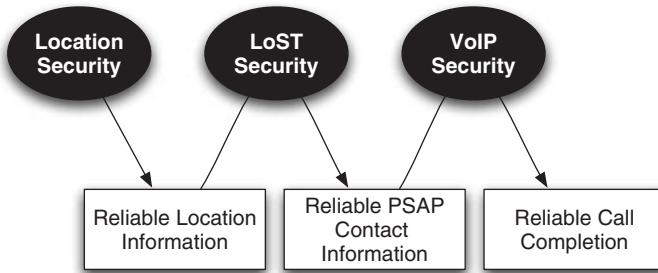 Location
Security
LoST
Security
VoIP
Security
Reliable Location
Information
Reliable PSAP
Contact
Information
Reliable Call
Completion